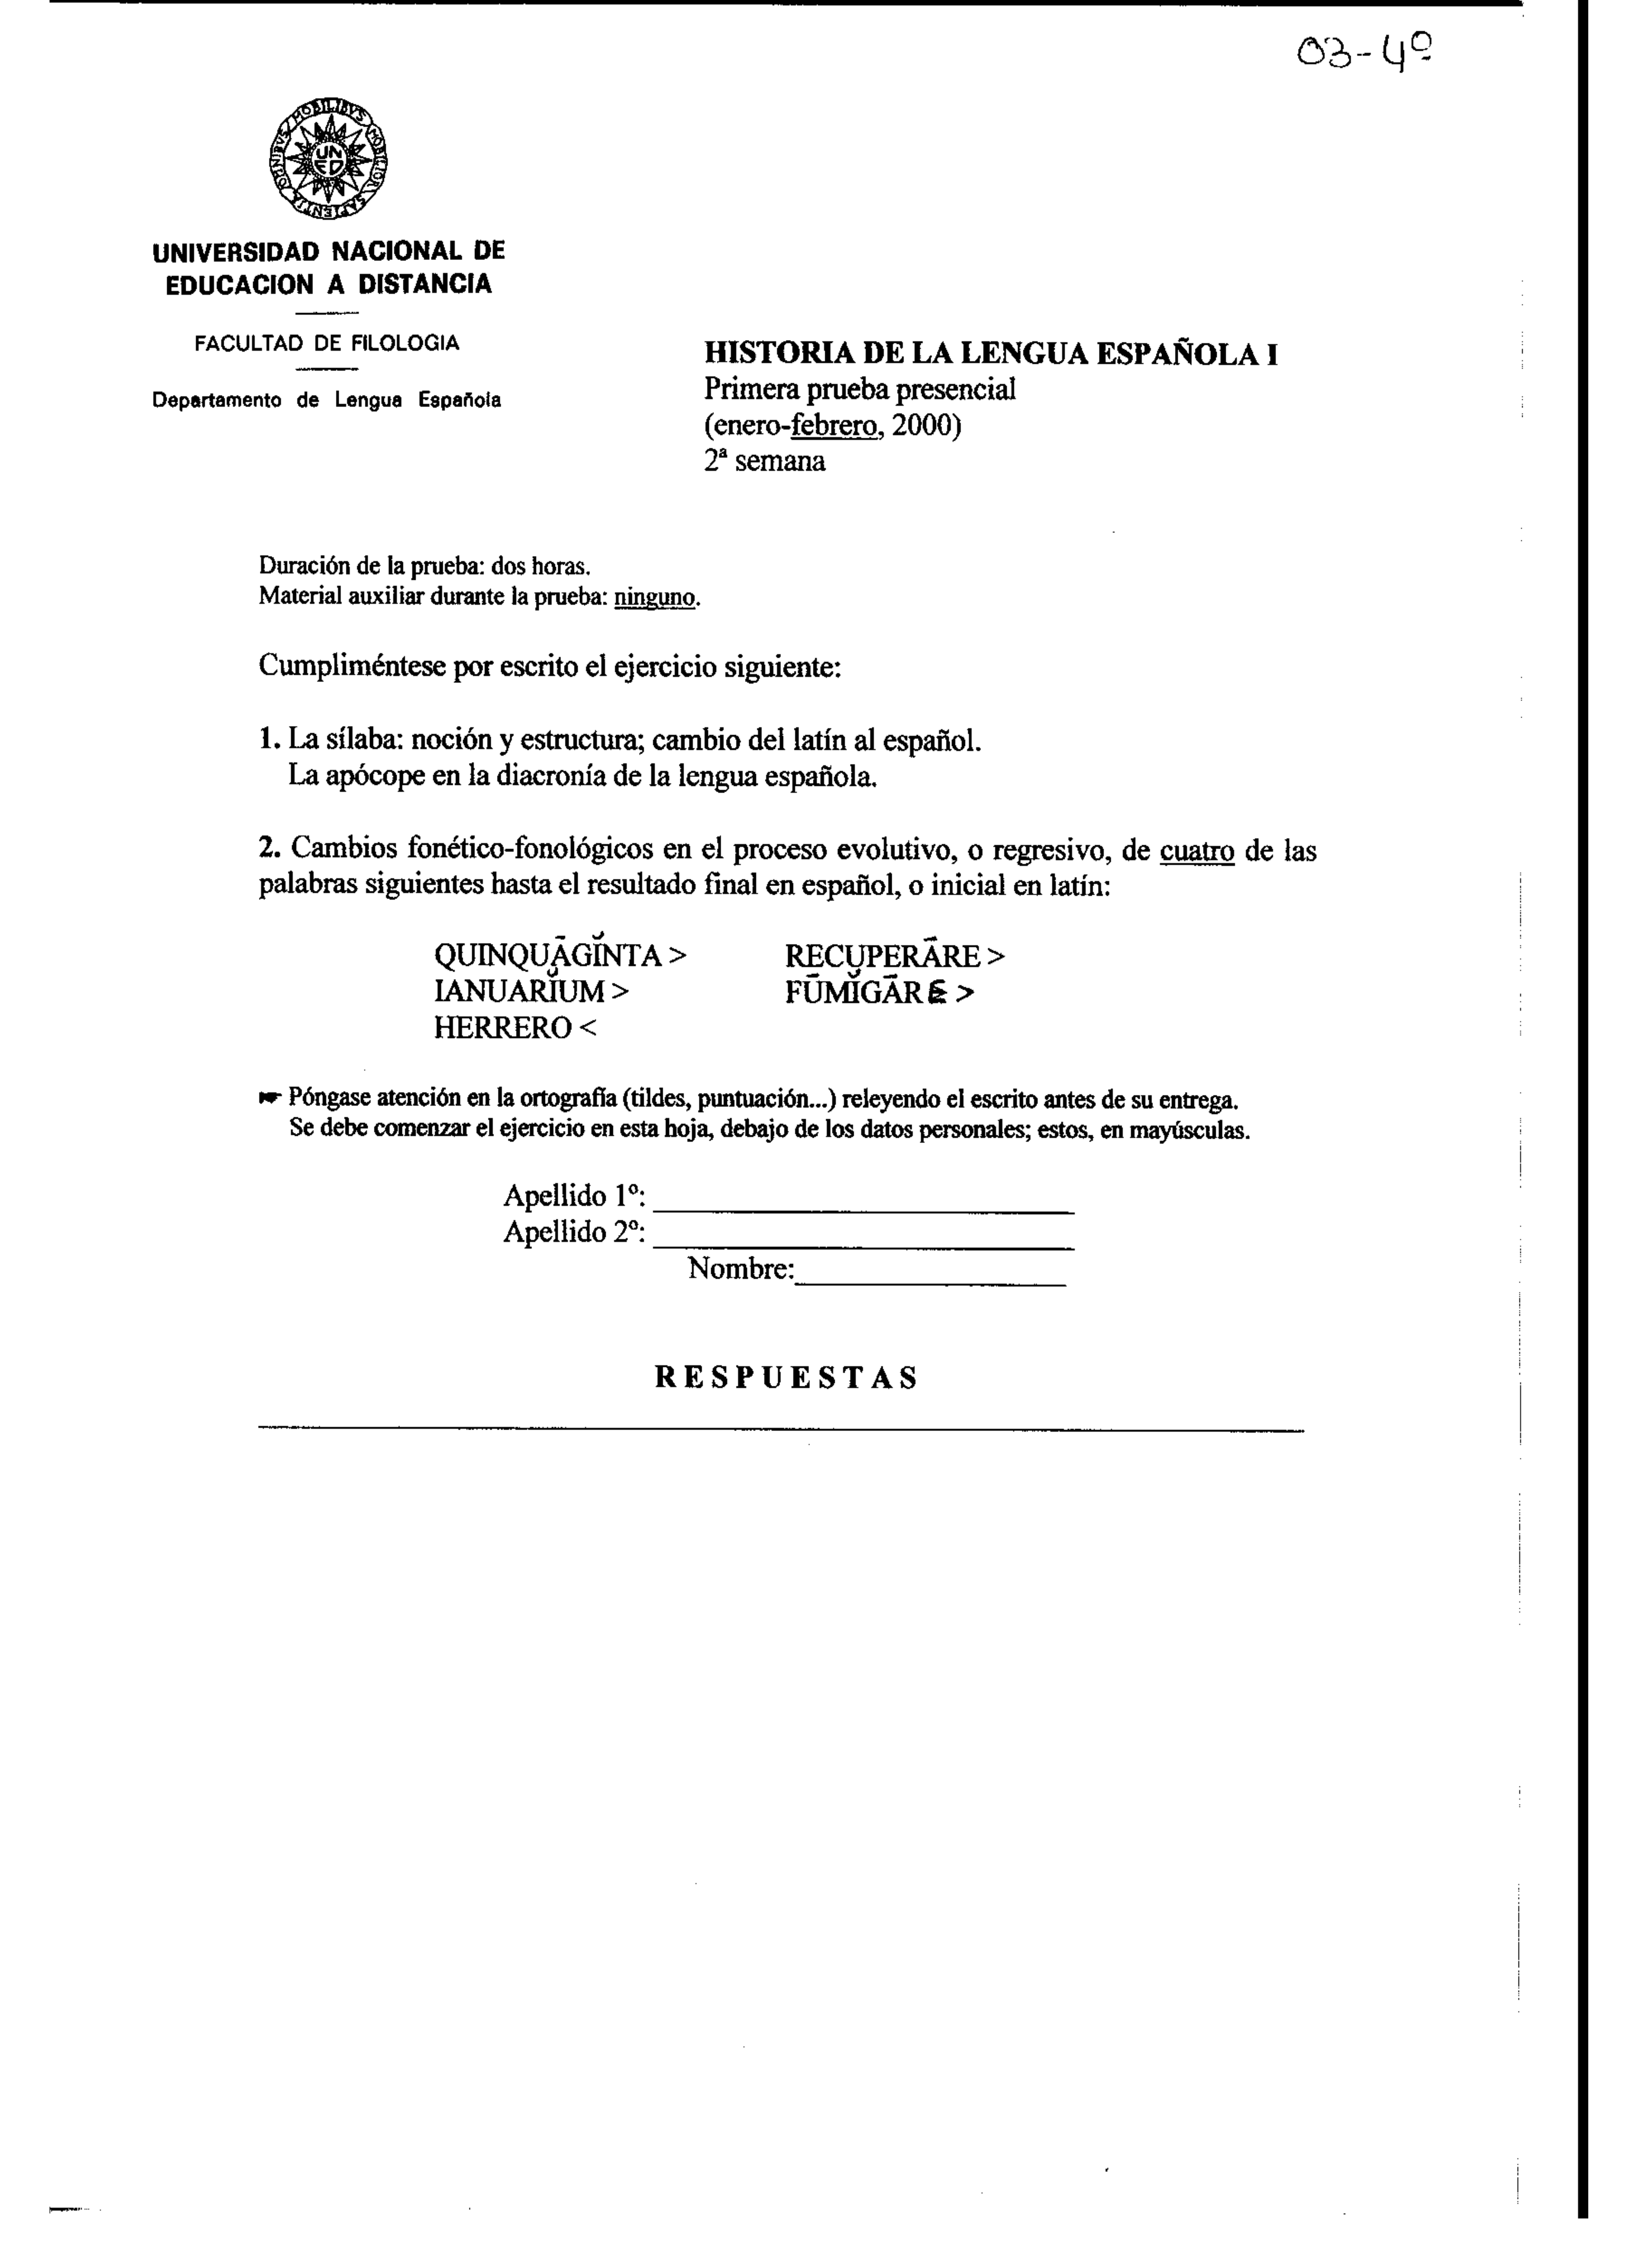 03-4º
OMNIBVS MOBILIBVS MOBILIOR SAPIENTIA
UN
ED
UNIVERSIDAD NACIONAL DE
EDUCACION A DISTANCIA
FACULTAD DE FILOLOGIA
Departamento de Lengua Española
HISTORIA DE LA LENGUA ESPAÑOLA I
Primera prueba presencial
(enero-febrero, 2000)
2ª semana
Duración de la prueba: dos horas.
Material auxiliar durante la prueba: ninguno.
Cumpliméntese por escrito el ejercicio siguiente:
1. La sílaba: noción y estructura; cambio del latín al español.
La apócope en la diacronía de la lengua española.
2. Cambios fonético-fonológicos en el proceso evolutivo, o regresivo, de cuatro de las
palabras siguientes hasta el resultado final en español, o inicial en latín:
QUINQUĀGĬNTA > RECŬPERĀRE >
IANUARĬUM > FŪMĬGĀRE >
HERRERO <
☛ Póngase atención en la ortografía (tildes, puntuación...) releyendo el escrito antes de su entrega.
Se debe comenzar el ejercicio en esta hoja, debajo de los datos personales; estos, en mayúsculas.
Apellido 1º:
Apellido 2º:
Nombre:
RESPUESTAS